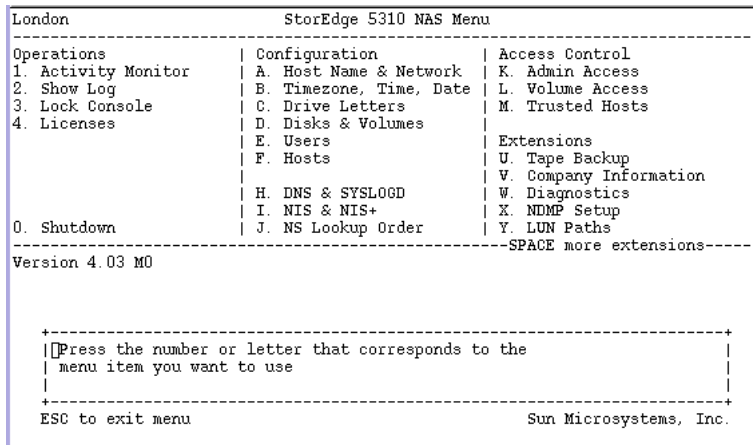 London                    StorEdge 5310 NAS Menu
--------------------------------------------------------------------------------
Operations              | Configuration            | Access Control
1. Activity Monitor     | A. Host Name & Network   | K. Admin Access
2. Show Log             | B. Timezone, Time, Date  | L. Volume Access
3. Lock Console         | C. Drive Letters         | M. Trusted Hosts
4. Licenses             | D. Disks & Volumes       |
                        | E. Users                 | Extensions
                        | F. Hosts                 | U. Tape Backup
                        |                          | V. Company Information
                        | H. DNS & SYSLOGD         | W. Diagnostics
                        | I. NIS & NIS+            | X. NDMP Setup
0. Shutdown             | J. NS Lookup Order       | Y. LUN Paths
-----------------------------------------------------SPACE more extensions-----
Version 4.03 M0
+------------------------------------------------------------------------+
| Press the number or letter that corresponds to the                     |
| menu item you want to use                                              |
|                                                                        |
+------------------------------------------------------------------------+
ESC to exit menu                                    Sun Microsystems, Inc.